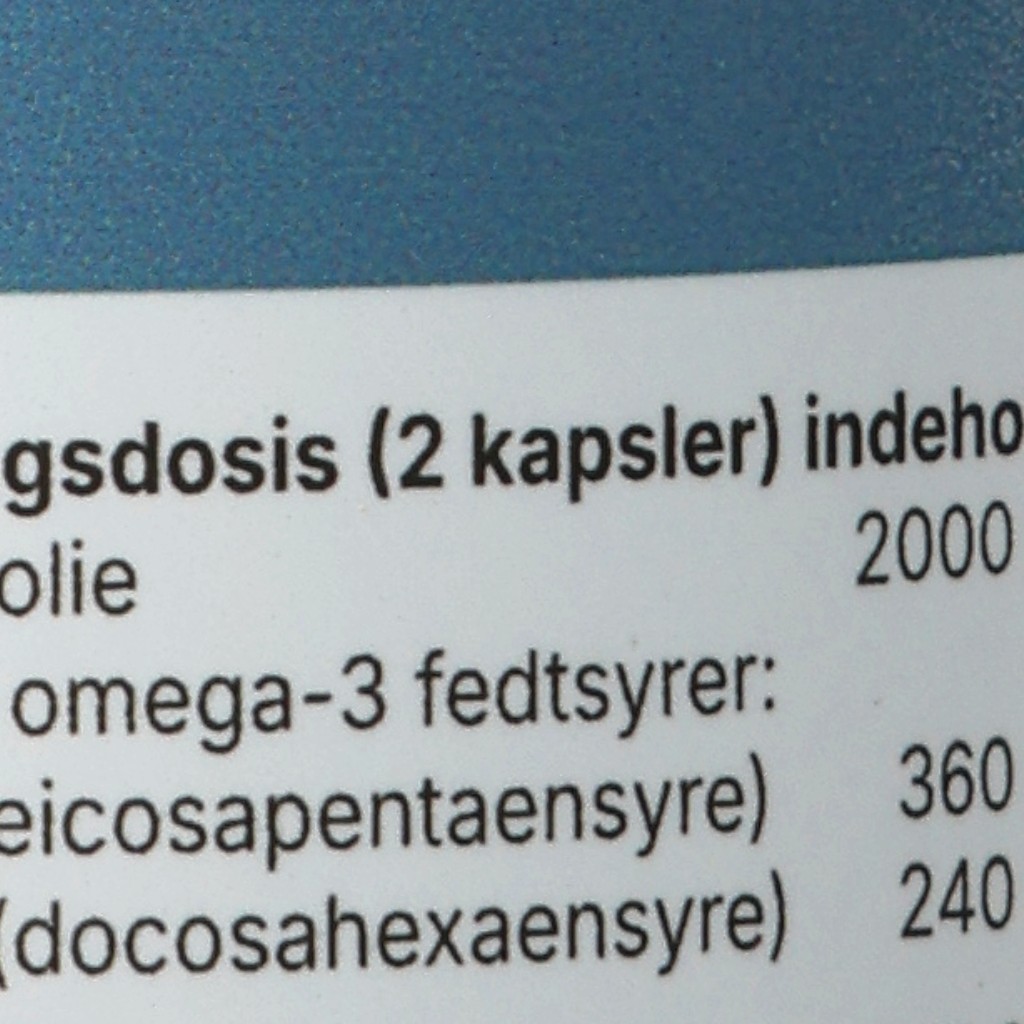 gsdosis (2 kapsler) indeho
olie 2000
omega-3 fedtsyrer:
eicosapentaensyre) 360
(docosahexaensyre) 240